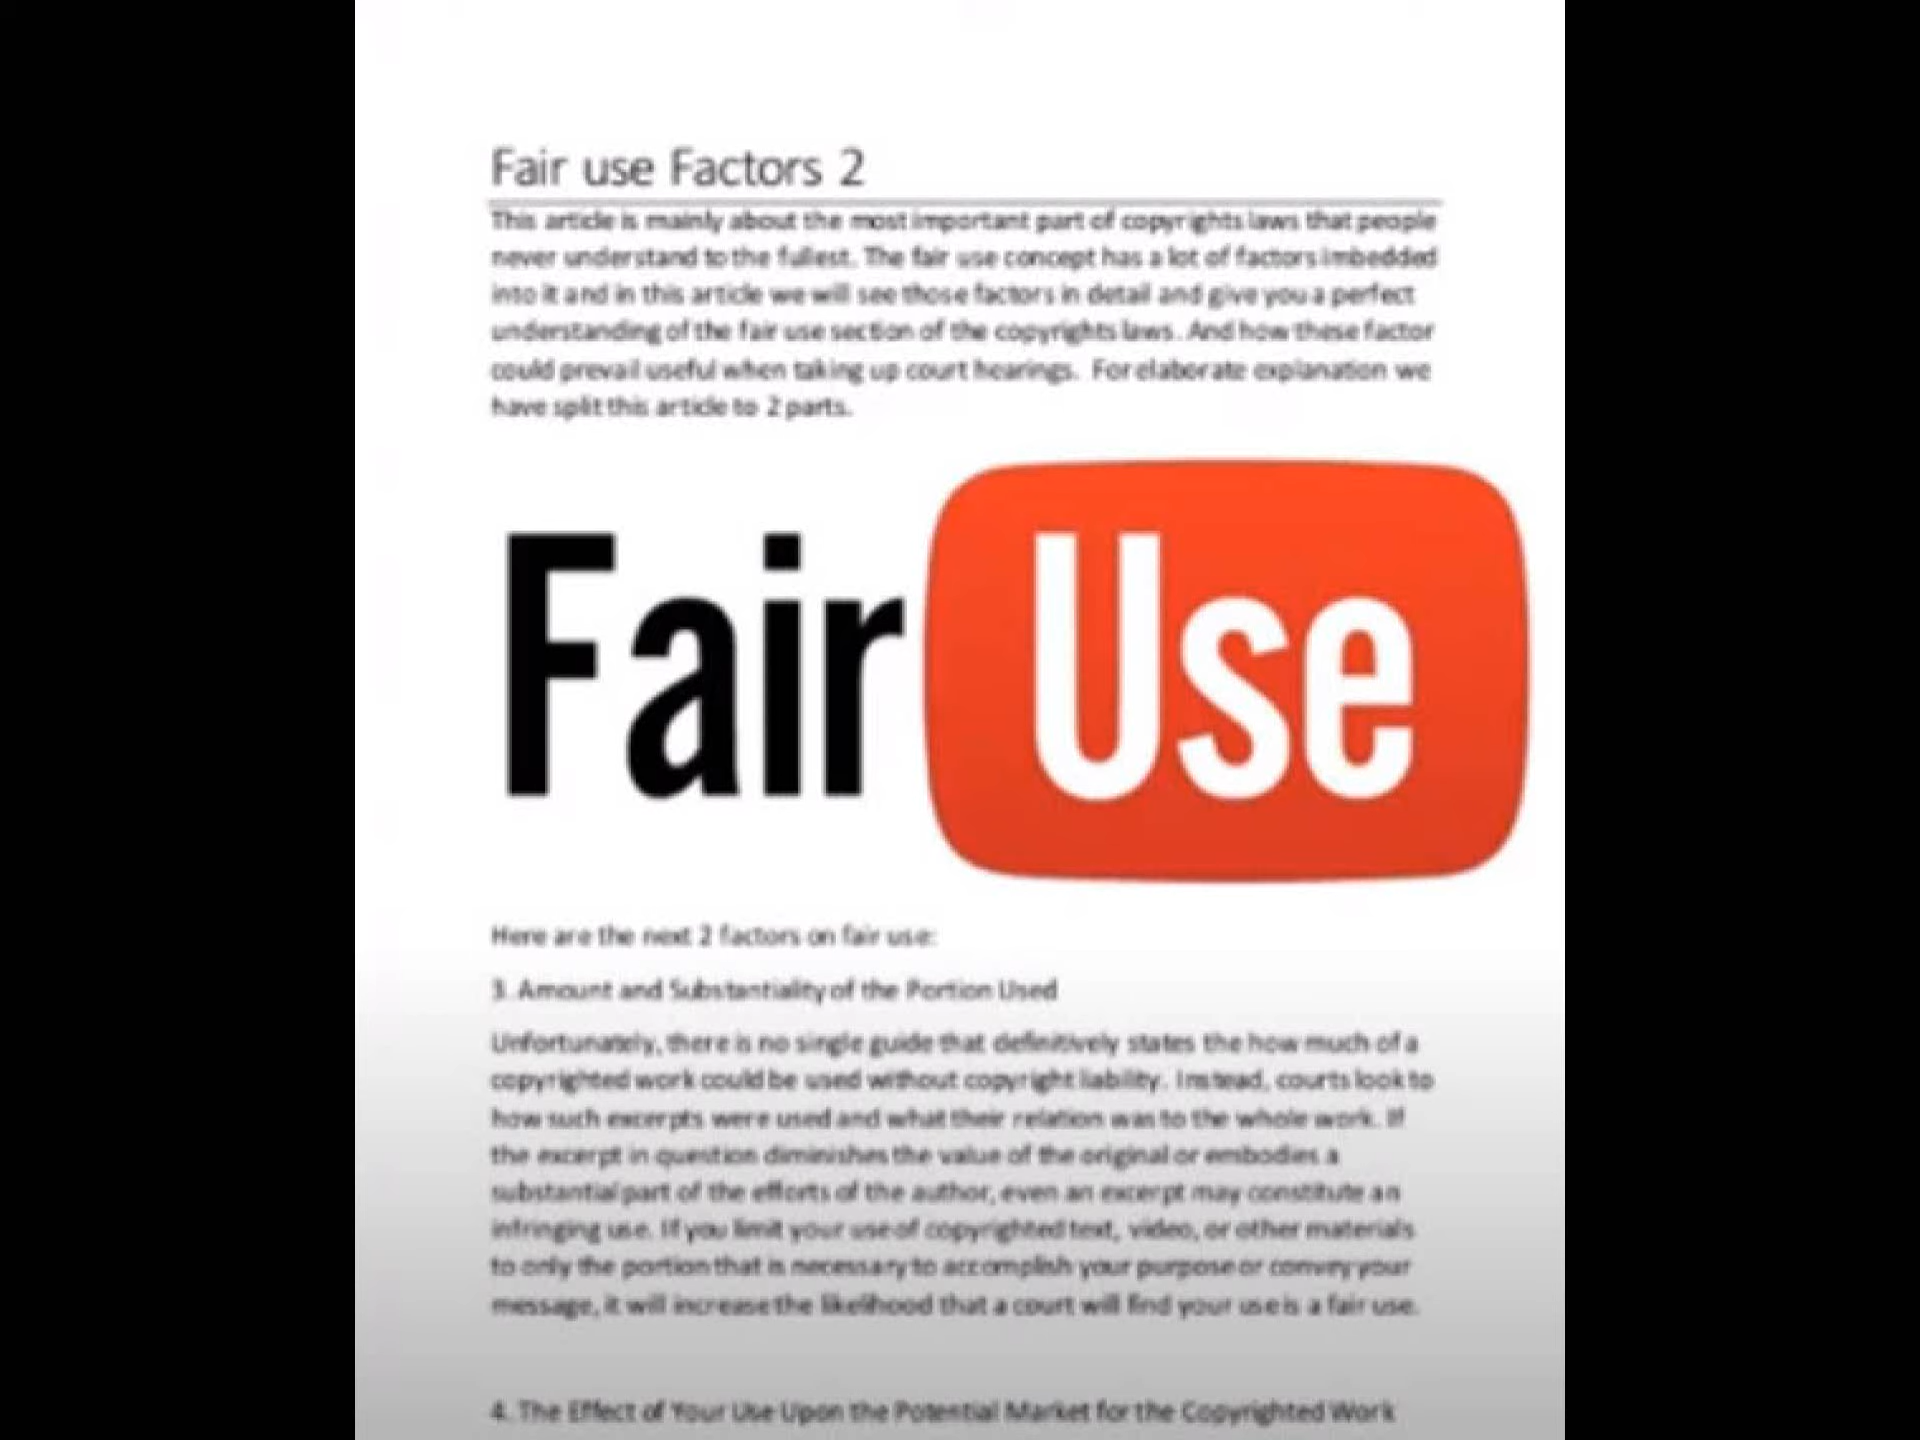 Fair use Factors 2
This article is mainly about the most important part of copyrights laws that people
never understand to the fullest. The fair use concept has a lot of factors imbedded
into it and in this article we will see those factors in detail and give you a perfect
understanding of the fair use section of the copyrights laws. And how these factor
could prevail useful when taking up court hearings. For elaborate explanation we
have split this article to 2 parts.
Fair Use
Here are the next 2 factors on fair use:
3. Amount and Substantiality of the Portion Used
Unfortunately, there is no single guide that definitively states the how much of a
copyrighted work could be used without copyright liability. Instead, courts look to
how such excerpts were used and what their relation was to the whole work. If
the excerpt in question diminishes the value of the original or embodies a
substantial part of the efforts of the author, even an excerpt may constitute an
infringing use. If you limit your use of copyrighted text, video, or other materials
to only the portion that is necessary to accomplish your purpose or convey your
message, it will increase the likelihood that a court will find your use is a fair use.
4. The Effect of Your Use Upon the Potential Market for the Copyrighted Work